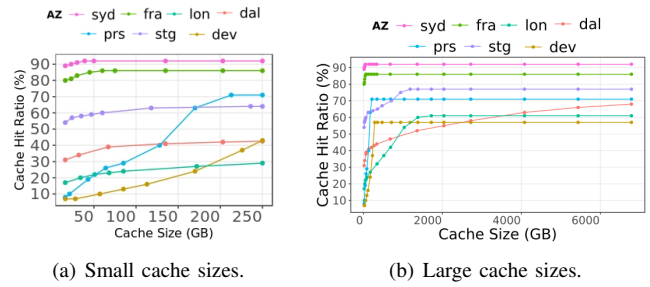 AZ syd fra lon dal
prs stg dev
Cache Hit Ratio (%)
90
80
70
60
50
40
30
20
10
50 100 150 200 250
Cache Size (GB)
(a) Small cache sizes.
AZ syd fra lon dal
prs stg dev
Cache Hit Ratio (%)
90
80
70
60
50
40
30
20
10
0 2000 4000 6000
Cache Size (GB)
(b) Large cache sizes.